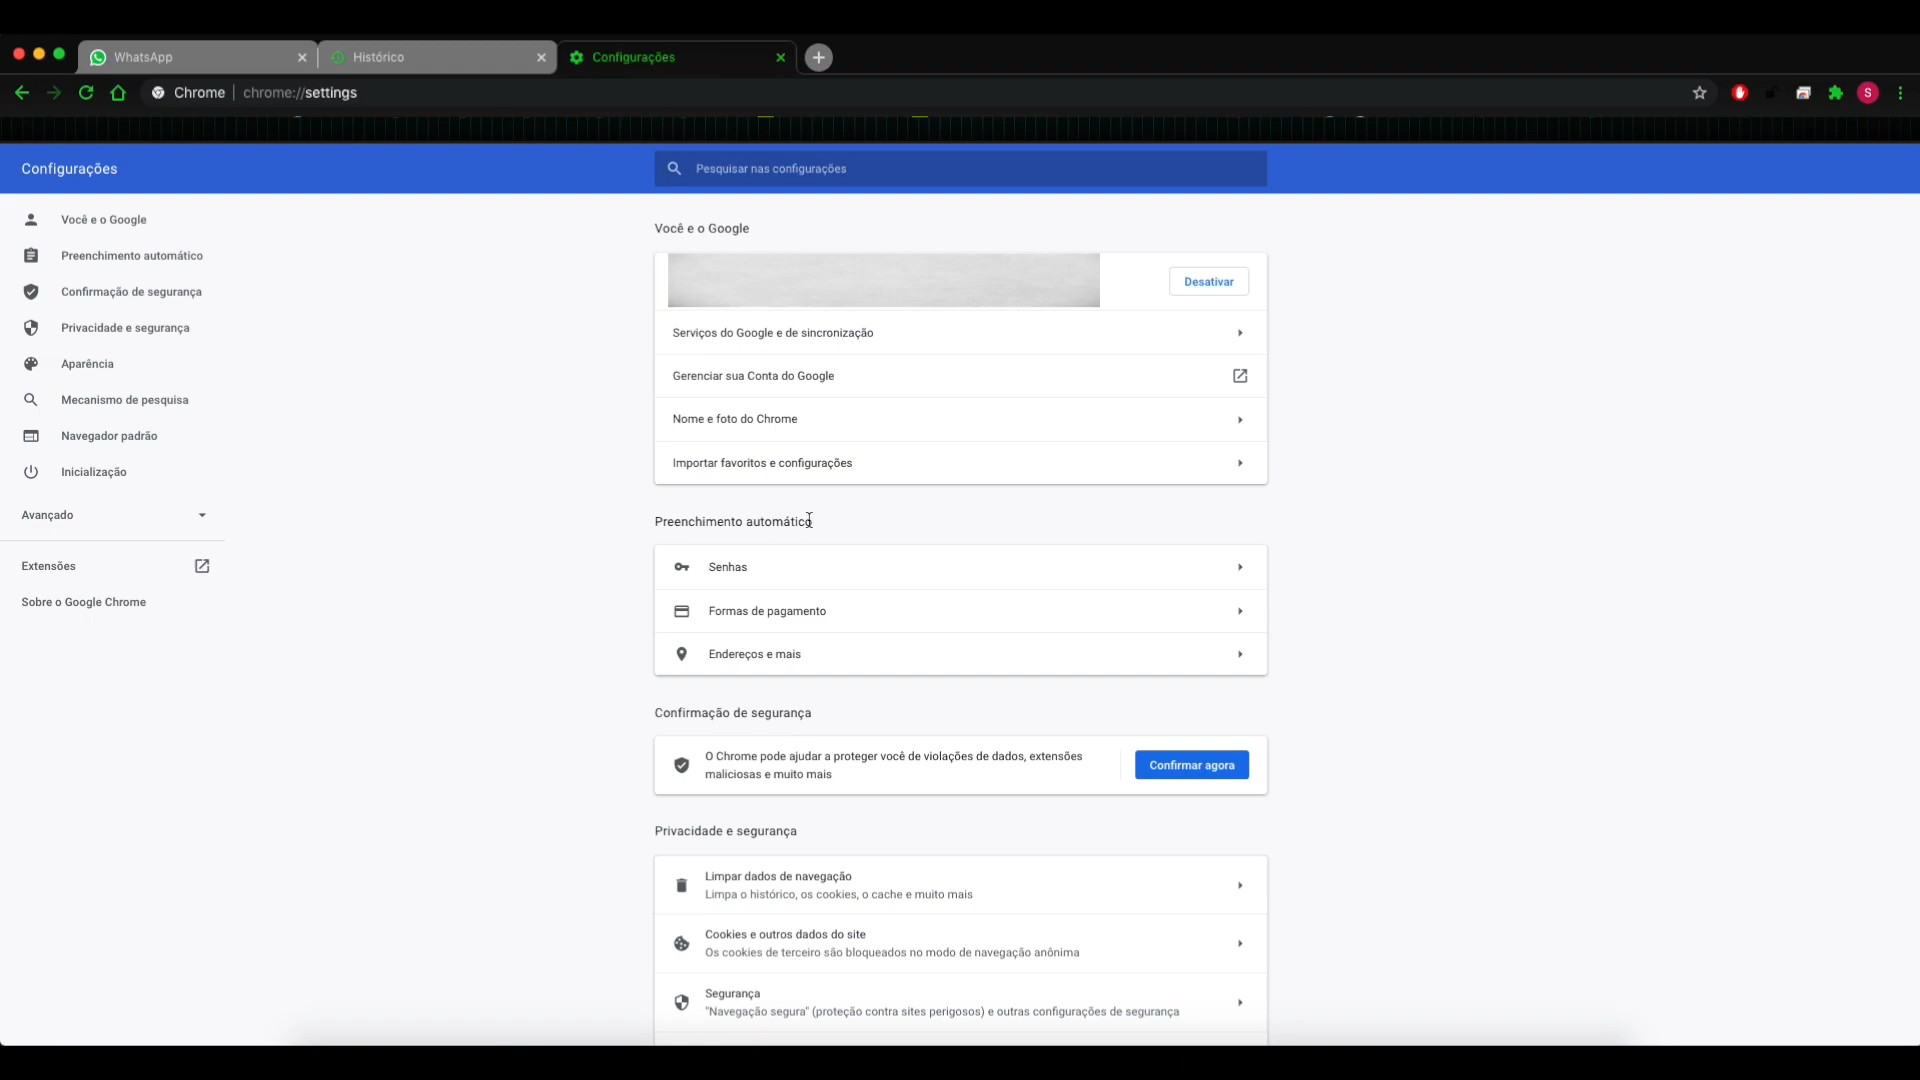 WhatsApp
Histórico
Configurações
Chrome | chrome://settings
S
Configurações
Pesquisar nas configurações
Você e o Google
Preenchimento automático
Confirmação de segurança
Privacidade e segurança
Aparência
Mecanismo de pesquisa
Navegador padrão
Inicialização
Avançado
Extensões
Sobre o Google Chrome
Você e o Google
Desativar
Serviços do Google e de sincronização
Gerenciar sua Conta do Google
Nome e foto do Chrome
Importar favoritos e configurações
Preenchimento automático
Senhas
Formas de pagamento
Endereços e mais
Confirmação de segurança
O Chrome pode ajudar a proteger você de violações de dados, extensões
maliciosas e muito mais
Confirmar agora
Privacidade e segurança
Limpar dados de navegação
Limpa o histórico, os cookies, o cache e muito mais
Cookies e outros dados do site
Os cookies de terceiro são bloqueados no modo de navegação anônima
Segurança
"Navegação segura" (proteção contra sites perigosos) e outras configurações de segurança